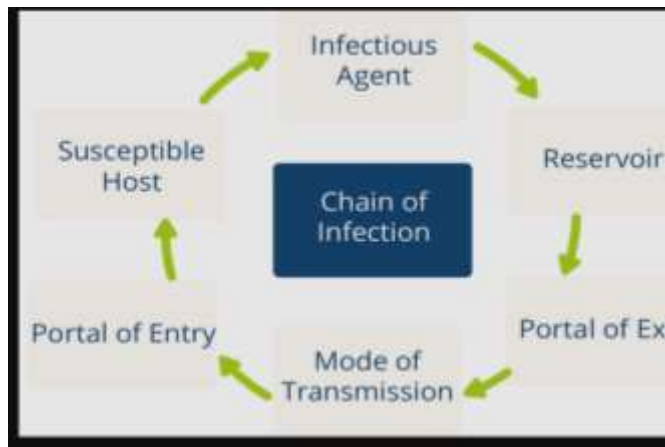 Infectious
Agent
Reservoir
Portal of Ex
Mode of
Transmission
Portal of Entry
Susceptible
Host
Chain of
Infection